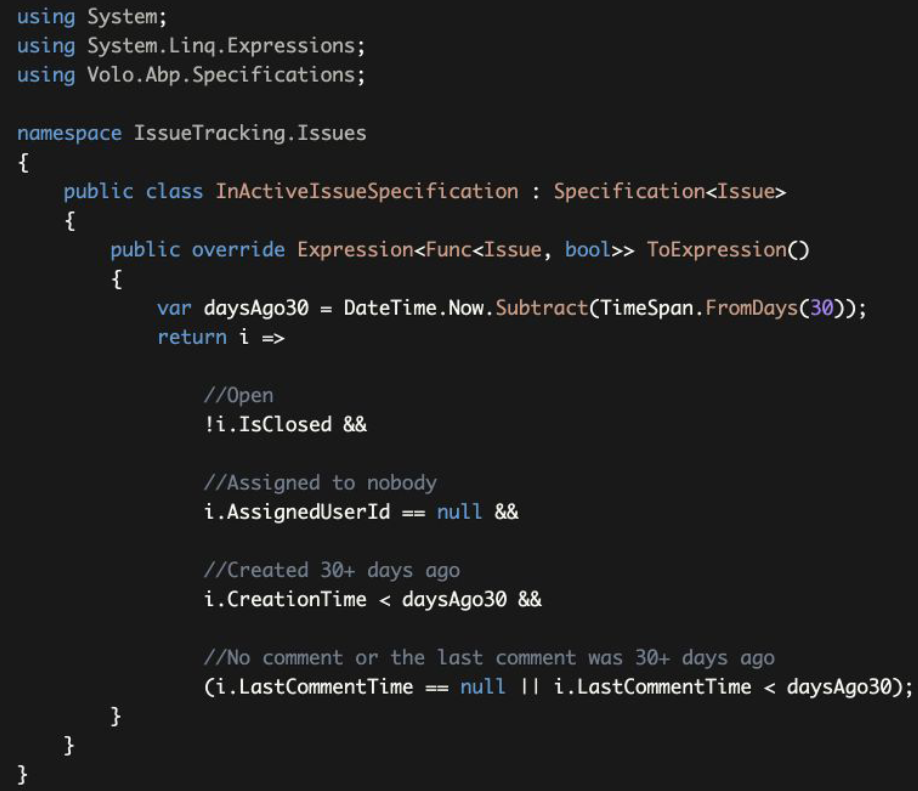 using System;
using System.Linq.Expressions;
using Volo.Abp.Specifications;

namespace IssueTracking.Issues
{
    public class InActiveIssueSpecification : Specification<Issue>
    {
        public override Expression<Func<Issue, bool>> ToExpression()
        {
            var daysAgo30 = DateTime.Now.Subtract(TimeSpan.FromDays(30));
            return i =>

                //Open
                !i.IsClosed &&

                //Assigned to nobody
                i.AssignedUserId == null &&

                //Created 30+ days ago
                i.CreationTime < daysAgo30 &&

                //No comment or the last comment was 30+ days ago
                (i.LastCommentTime == null || i.LastCommentTime < daysAgo30);
        }
    }
}